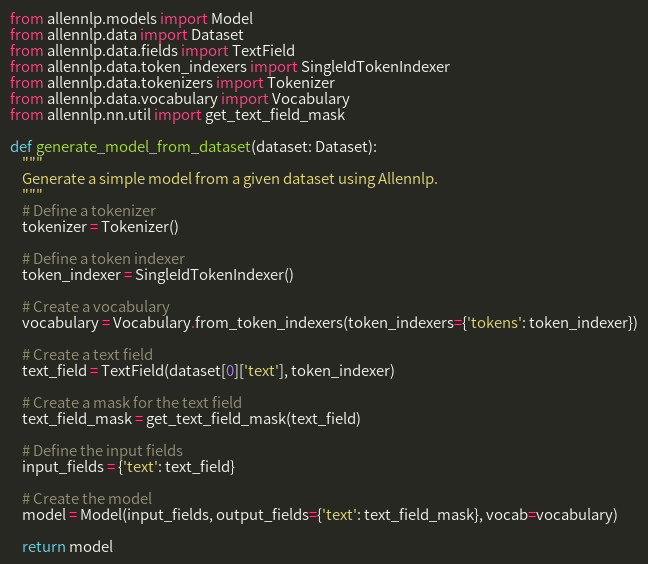 from allennlp.models import Model
from allennlp.data import Dataset
from allennlp.data.fields import TextField
from allennlp.data.token_indexers import SingleIdTokenIndexer
from allennlp.data.tokenizers import Tokenizer
from allennlp.data.vocabulary import Vocabulary
from allennlp.nn.util import get_text_field_mask

def generate_model_from_dataset(dataset: Dataset):
    """
    Generate a simple model from a given dataset using Allennlp.
    """
    # Define a tokenizer
    tokenizer = Tokenizer()

    # Define a token indexer
    token_indexer = SingleIdTokenIndexer()

    # Create a vocabulary
    vocabulary = Vocabulary.from_token_indexers(token_indexers={'tokens': token_indexer})

    # Create a text field
    text_field = TextField(dataset[0]['text'], token_indexer)

    # Create a mask for the text field
    text_field_mask = get_text_field_mask(text_field)

    # Define the input fields
    input_fields = {'text': text_field}

    # Create the model
    model = Model(input_fields, output_fields={'text': text_field_mask}, vocab=vocabulary)

    return model